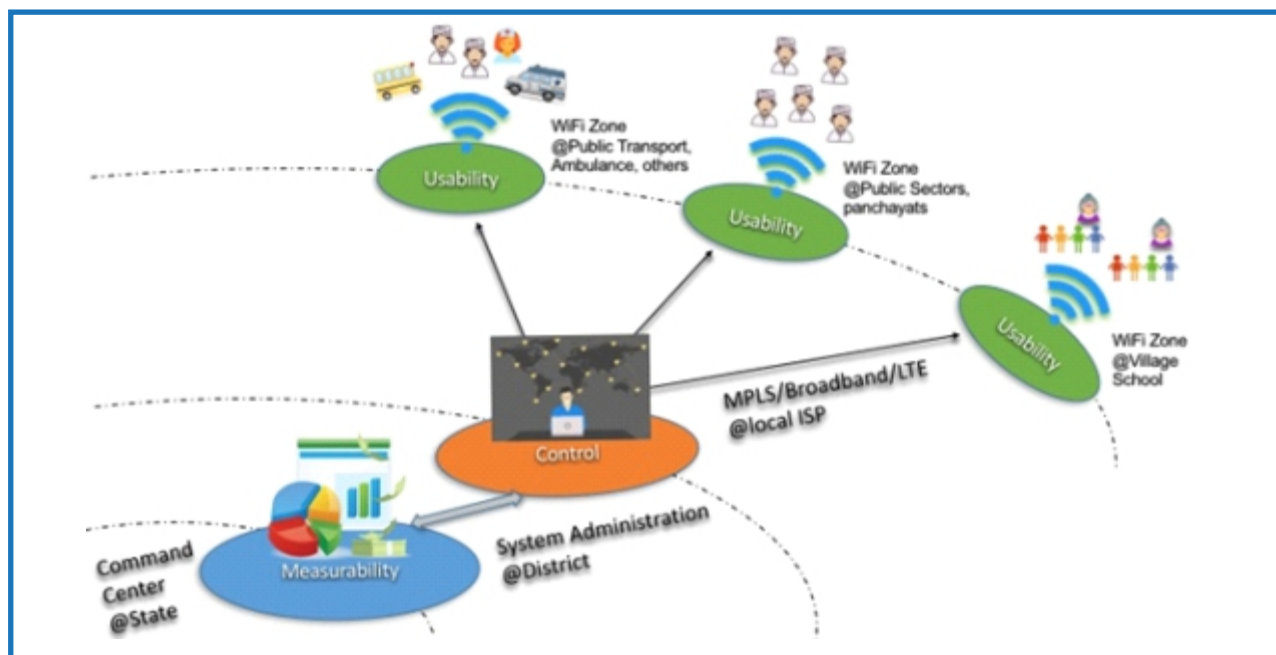 WiFi Zone
@Public Transport,
Ambulance, others
Usability
WiFi Zone
@Public Sectors,
panchayats
Usability
WiFi Zone
@Village
School
Usability
MPLS/Broadband/LTE
@local ISP
Control
System Administration
@District
Measurability
Command
Center
@State